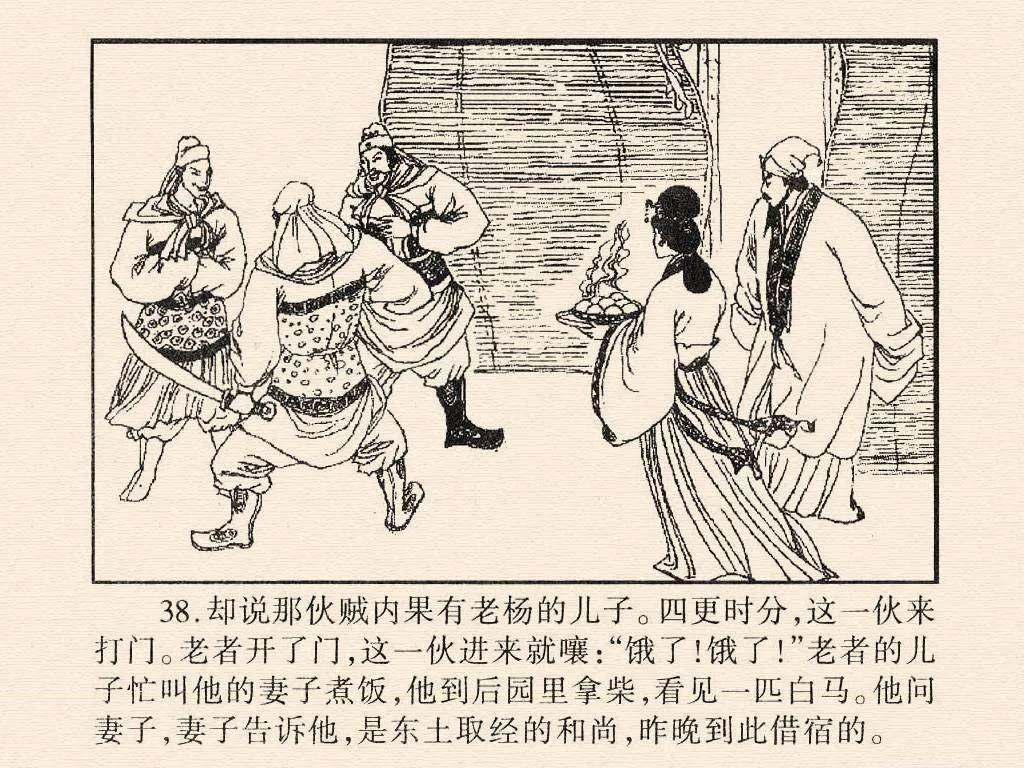 38.却说那伙贼内果有老杨的儿子。四更时分,这一伙来
打门。老者开了门,这一伙进来就嚷:“饿了!饿了!”老者的儿
子忙叫他的妻子煮饭,他到后园里拿柴,看见一匹白马。他问
妻子,妻子告诉他,是东土取经的和尚,昨晚到此借宿的。